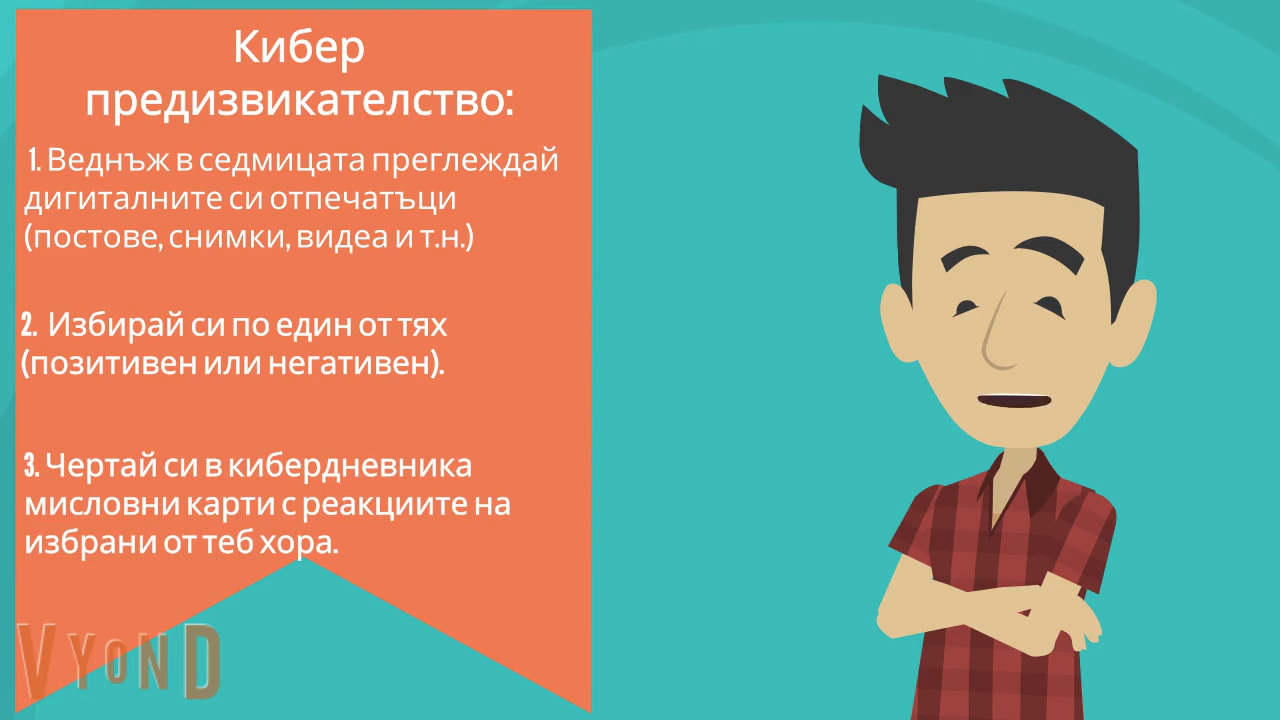 Кибер
предизвикателство:
1. Веднъж в седмицата преглеждай
дигиталните си отпечатъци
(постове, снимки, видеа и т.н.)
2. Избирай си по един от тях
(позитивен или негативен).
3. Чертай си в кибердневника
мисловни карти с реакциите на
избрани от теб хора.
VYOND